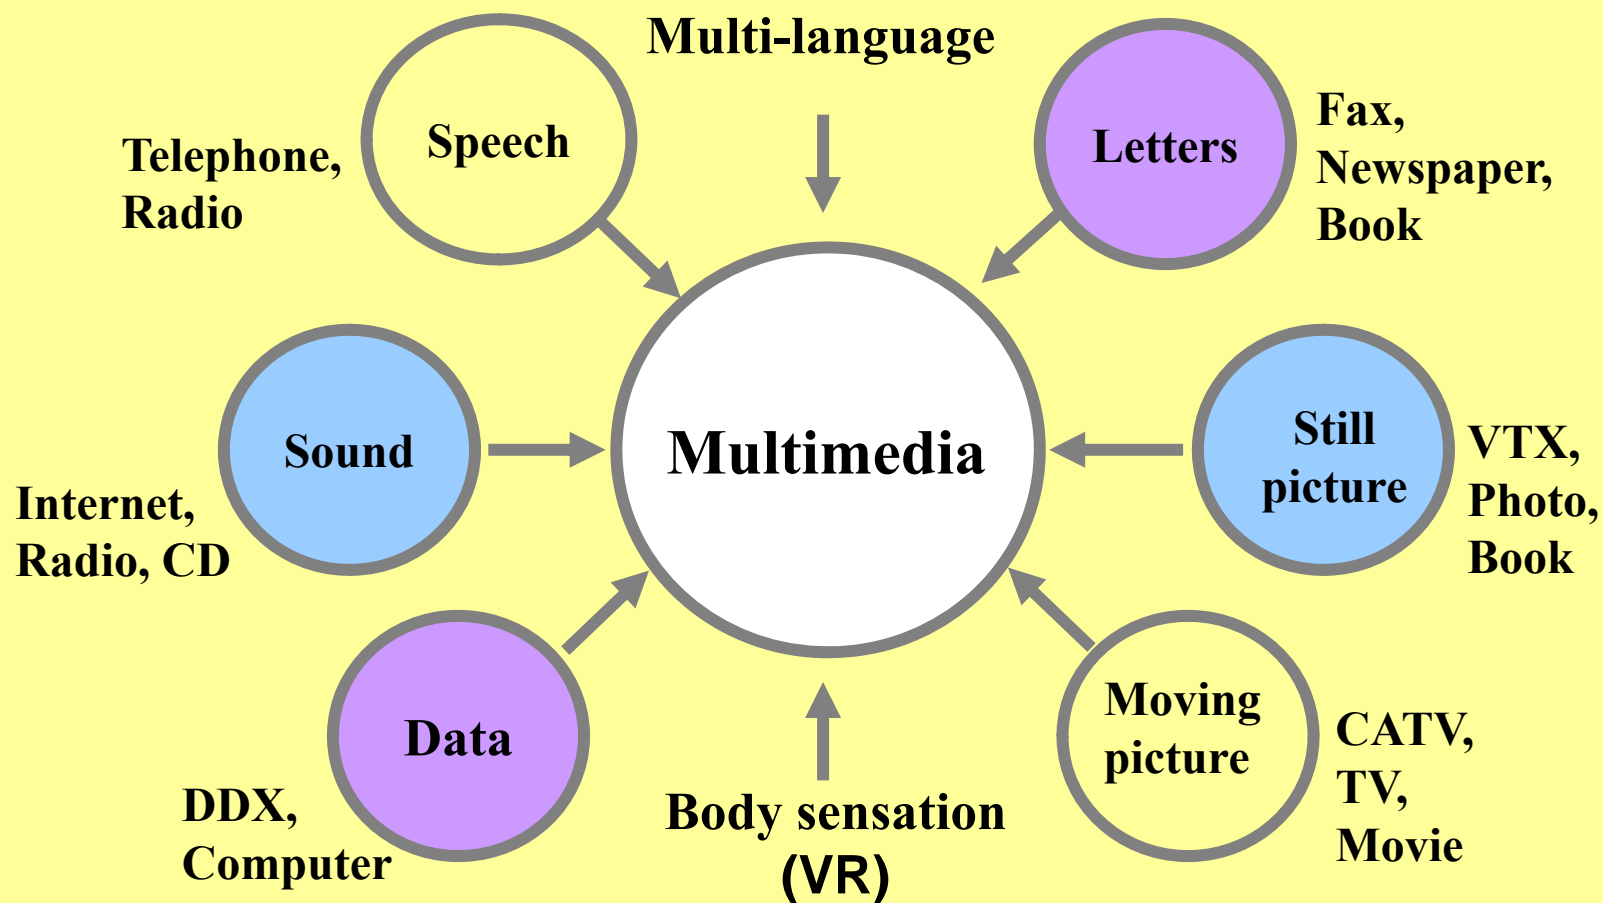 Multi-language
Speech
Telephone,
Radio
Letters
Fax,
Newspaper,
Book
Sound
Internet,
Radio, CD
Multimedia
Still
picture
VTX,
Photo,
Book
Data
DDX,
Computer
Body sensation
(VR)
Moving
picture
CATV,
TV,
Movie